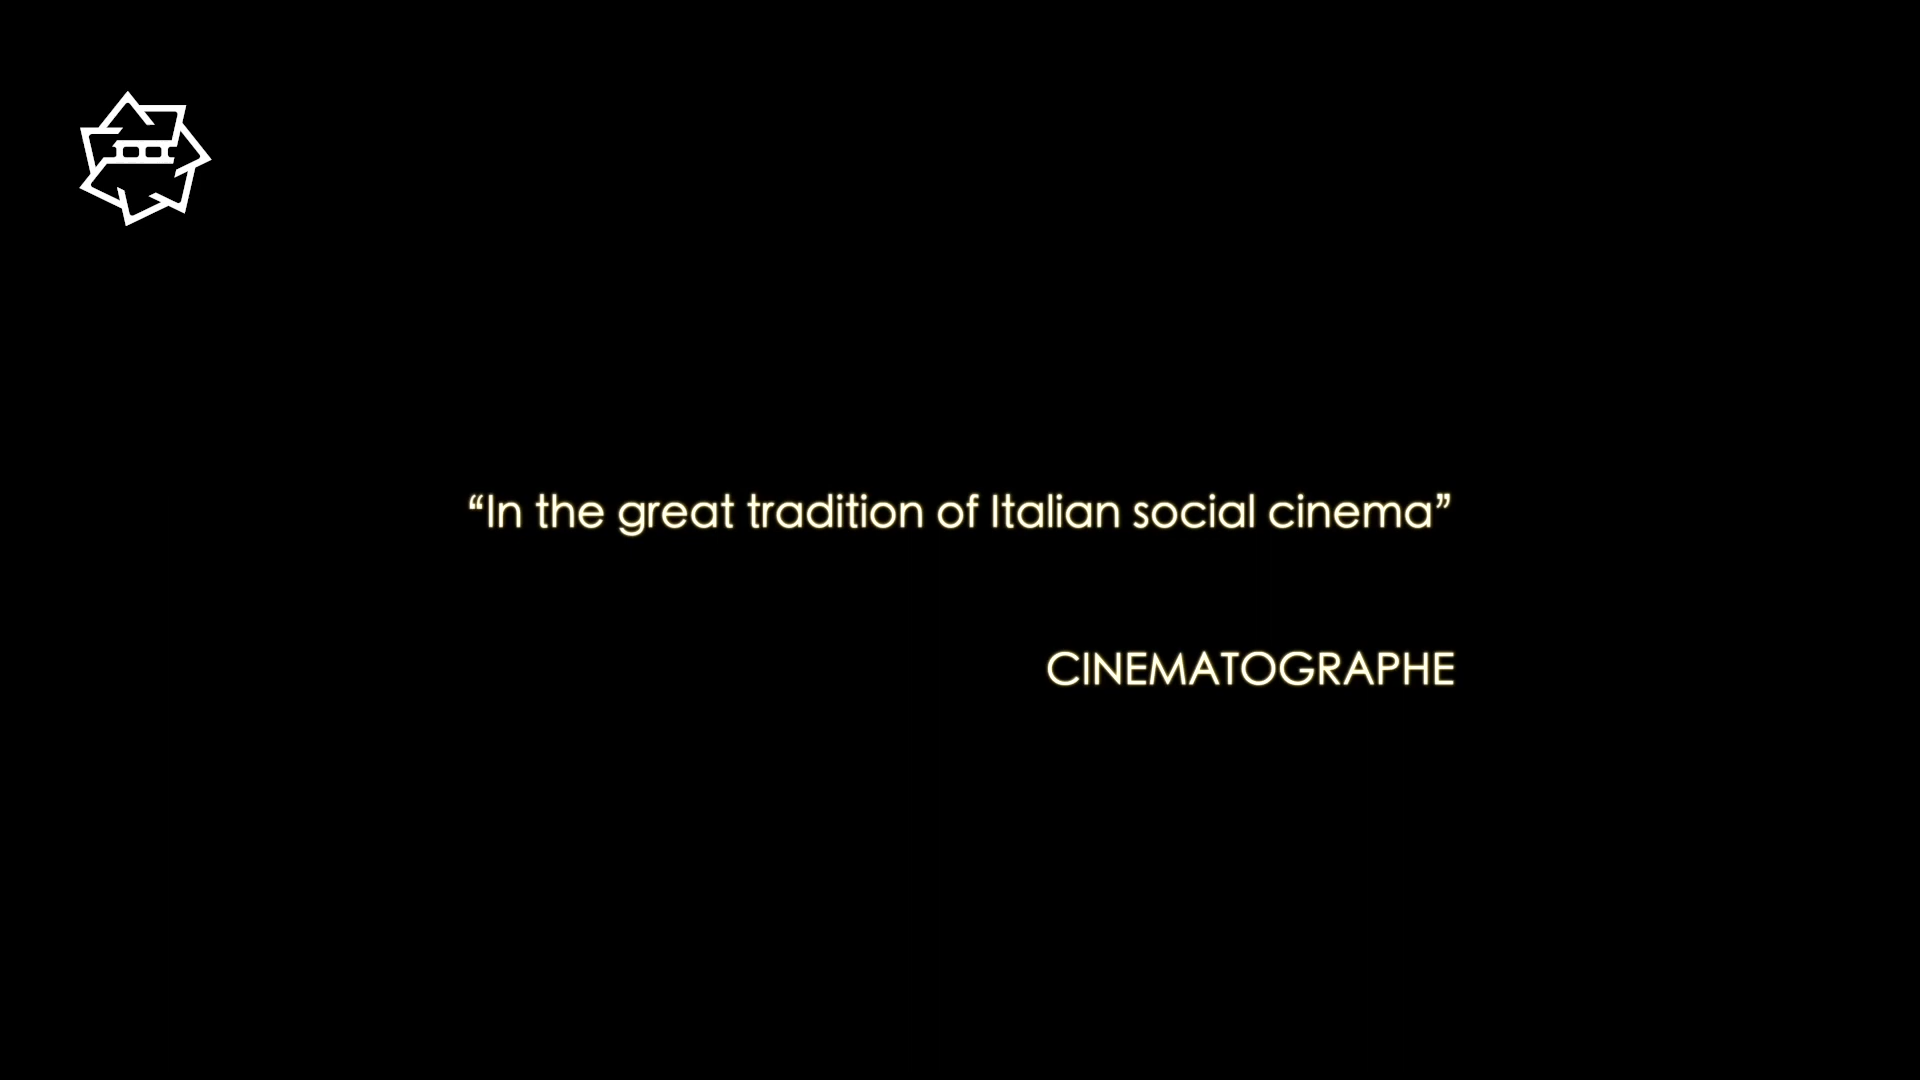 “In the great tradition of Italian social cinema”
CINEMATOGRAPHE